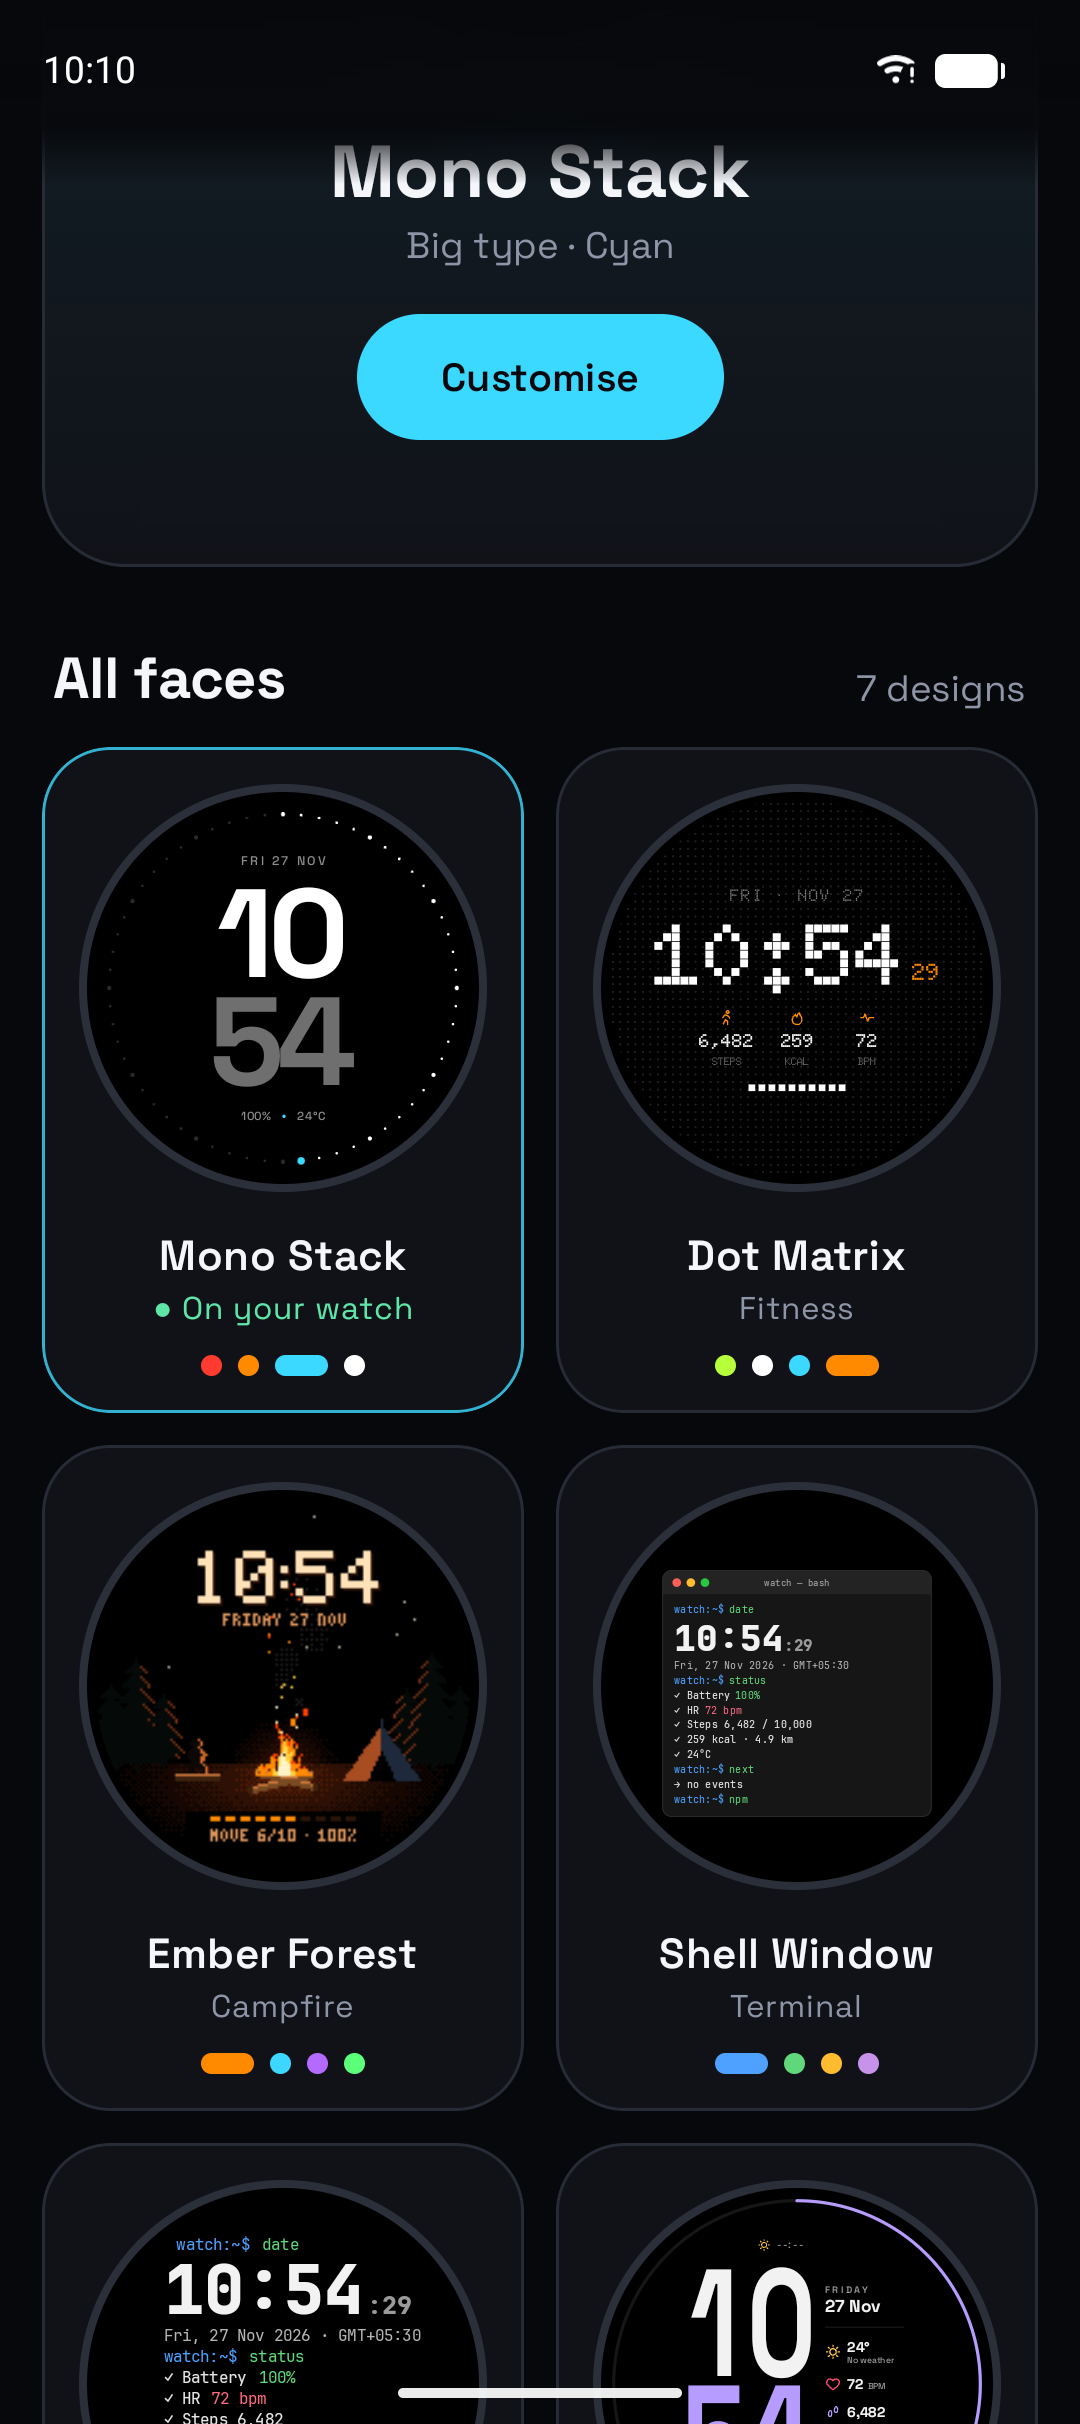 10:10
Mono Stack
Big type · Cyan
Customise
All faces
7 designs
FRI 27 NOV
10
54
100% • 24°C
Mono Stack
On your watch
FRI · NOV 27
10:54 29
6,482 259 72
STEPS KCAL BPM
Dot Matrix
Fitness
10:54
FRIDAY 27 NOV
MOVE 6/10 · 100%
Ember Forest
Campfire
watch — bash
watch:~$ date
10:54:29
Fri, 27 Nov 2026 · GMT+05:30
watch:~$ status
✓ Battery 100%
✓ HR 72 bpm
✓ Steps 6,482 / 10,000
✓ 259 kcal · 4.9 km
✓ 24°C
watch:~$ next
→ no events
watch:~$ npm
Shell Window
Terminal
watch:~$ date
10:54:29
Fri, 27 Nov 2026 · GMT+05:30
watch:~$ status
✓ Battery 100%
✓ HR 72 bpm
✓ Steps 6,482
--:--
10
54
FRIDAY
27 Nov
24°
No weather
72 BPM
6,482